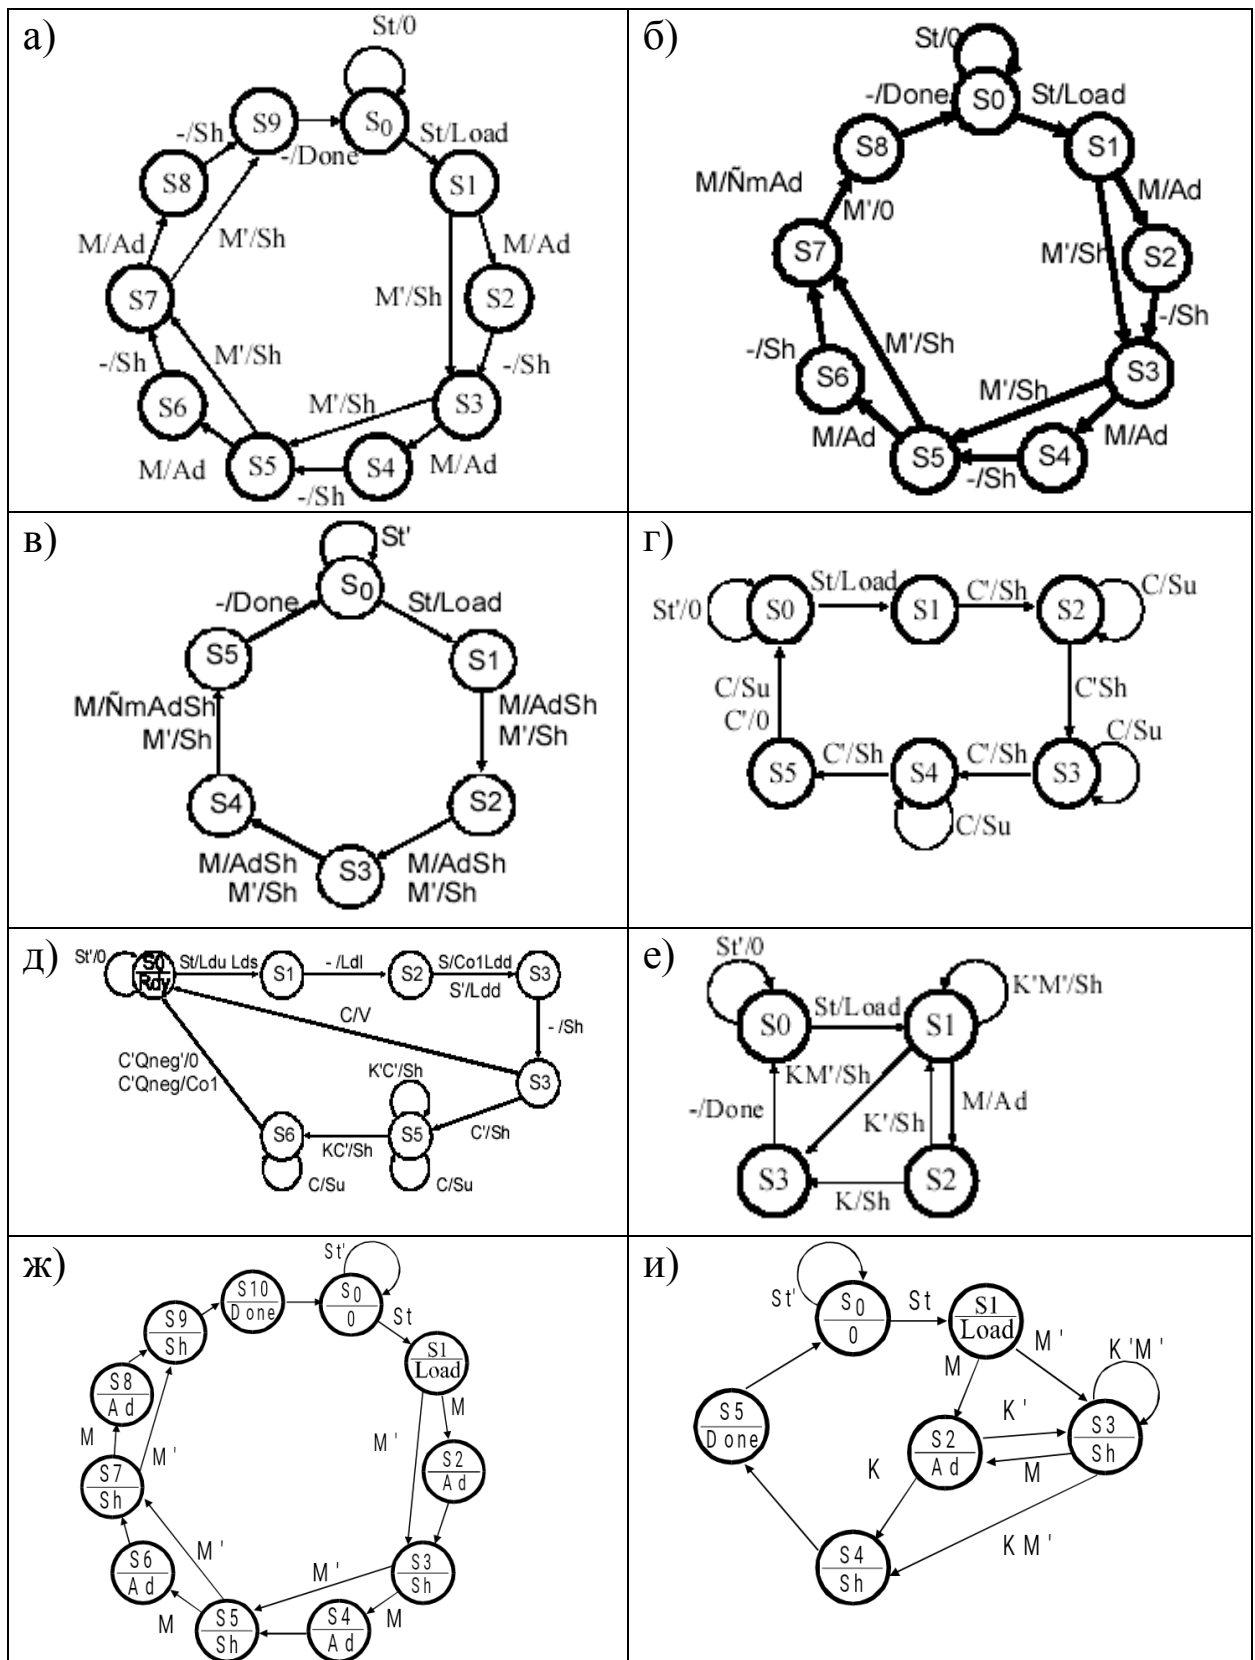 а)
St/0
S9
S0
-/Sh
St/Load
-/Done
S8
S1
M/Ad
M'/Sh
M/Ad
S7
M'/Sh
S2
-/Sh
M'/Sh
-/Sh
S6
M'/Sh
S3
M/Ad
S5
S4
M/Ad
-/Sh
б)
St/0
-/Done
S0
St/Load
S8
S1
M/ÑmAd
M'/0
M/Ad
S7
M'/Sh
S2
-/Sh
M'/Sh
-/Sh
S6
M'/Sh
S3
M/Ad
M/Ad
S5
S4
-/Sh
в)
St'
S0
-/Done
St/Load
S5
S1
M/ÑmAdSh
M'/Sh
M/AdSh
M'/Sh
S4
S2
M/AdSh
M'/Sh
S3
M/AdSh
M'/Sh
г)
St'/0
S0
St/Load
S1
C'/Sh
S2
C/Su
C/Su
C'/0
C'Sh
C/Su
S5
C'/Sh
S4
C'/Sh
S3
C/Su
д)
St'/0
S0
Rdy
St/Ldu Lds
S1
- /Ldl
S2
S/Co1Ldd
S'/Ldd
S3
C/V
- /Sh
C'Qneg'/0
C'Qneg/Co1
K'C'/Sh
S3
S6
KC'/Sh
S5
C'/Sh
C/Su
C/Su
е)
St'/0
K'M'/Sh
S0
St/Load
S1
KM'/Sh
-/Done
K'/Sh
M/Ad
S3
K/Sh
S2
ж)
St'
S10
Done
S0
0
S9
Sh
St
S1
Load
S8
Ad
M
M'
M
M'
S7
Sh
S2
Ad
S6
Ad
M'
M'
S3
Sh
M
S5
Sh
S4
Ad
M
и)
St'
S0
0
St
S1
Load
M'
K'M'
M
S5
Done
K'
S2
Ad
S3
Sh
K
M
S4
Sh
KM'